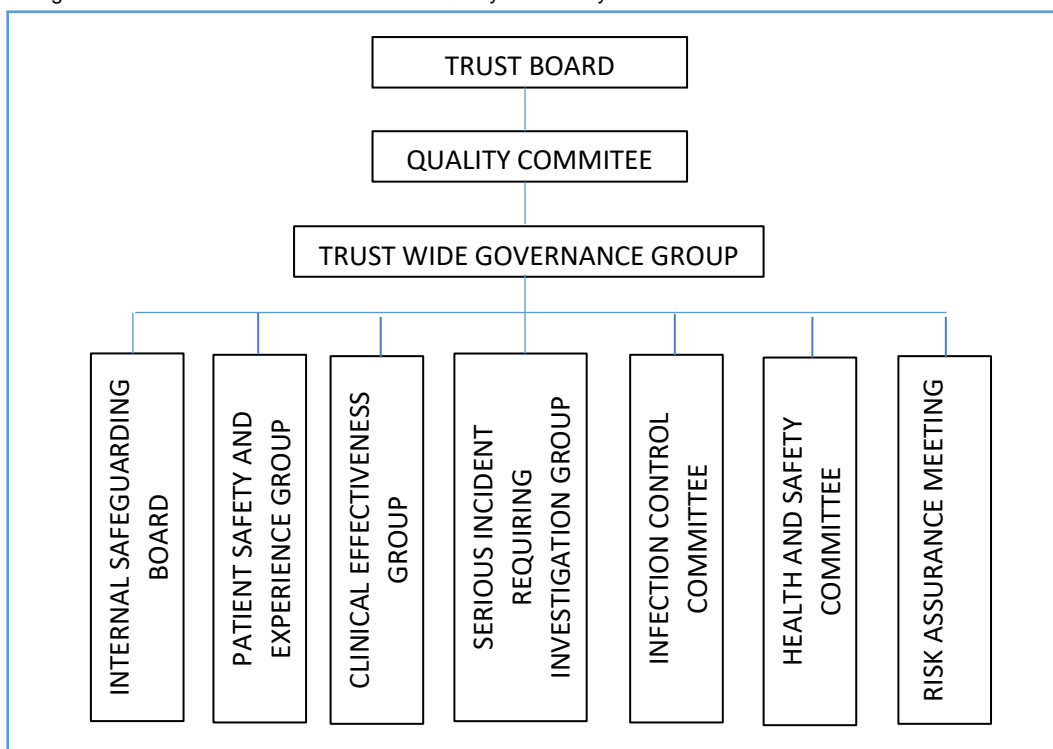 TRUST BOARD
QUALITY COMMITEE
TRUST WIDE GOVERNANCE GROUP
INTERNAL SAFEGUARDING
BOARD
PATIENT SAFETY AND
EXPERIENCE GROUP
CLINICAL EFFECTIVENESS
GROUP
SERIOUS INCIDENT
REQUIRING
INVESTIGATION GROUP
INFECTION CONTROL
COMMITTEE
HEALTH AND SAFETY
COMMITTEE
RISK ASSURANCE MEETING